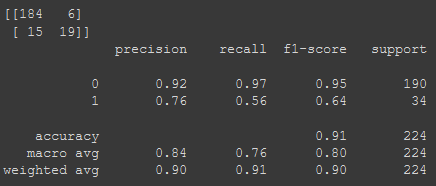 [[184   6]
 [ 15  19]]
              precision    recall  f1-score   support
           0       0.92      0.97      0.95       190
           1       0.76      0.56      0.64        34
    accuracy                           0.91       224
   macro avg       0.84      0.76      0.80       224
weighted avg       0.90      0.91      0.90       224